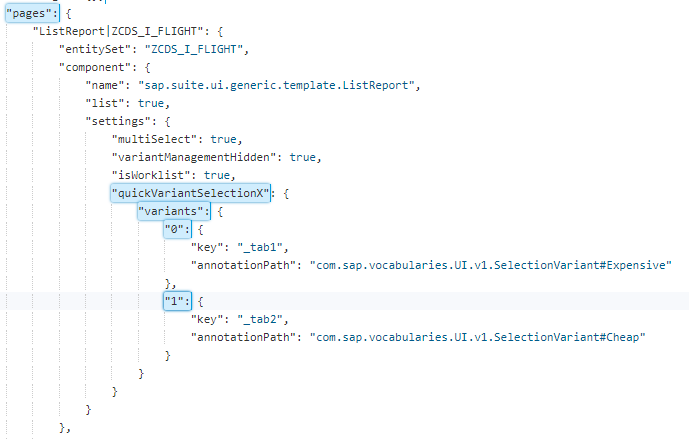 "pages": {
"ListReport|ZCDS_I_FLIGHT": {
"entitySet": "ZCDS_I_FLIGHT",
"component": {
"name": "sap.suite.ui.generic.template.ListReport",
"list": true,
"settings": {
"multiSelect": true,
"variantManagementHidden": true,
"isWorklist": true,
"quickVariantSelectionX": {
"variants": {
"0": {
"key": "_tab1",
"annotationPath": "com.sap.vocabularies.UI.v1.SelectionVariant#Expensive"
},
"1": {
"key": "_tab2",
"annotationPath": "com.sap.vocabularies.UI.v1.SelectionVariant#Cheap"
}
}
}
}
},